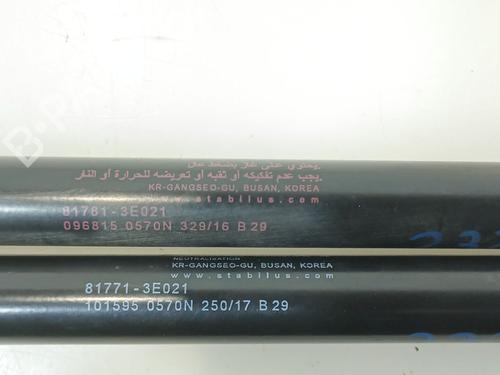 يحتوي على غاز بضغط عال.
يجب عدم تفكيكه أو ثقبه أو تعريضه للحرارة أو النار.
KR-GANGSEO-GU, BUSAN, KOREA
www.stabilus.com
81781-3E021
096815 0570N 329/16 B 29
NEUTRALIZATION
KR-GANGSEO-GU, BUSAN, KOREA
www.stabilus.com
81771-3E021
101595 0570N 250/17 B 29